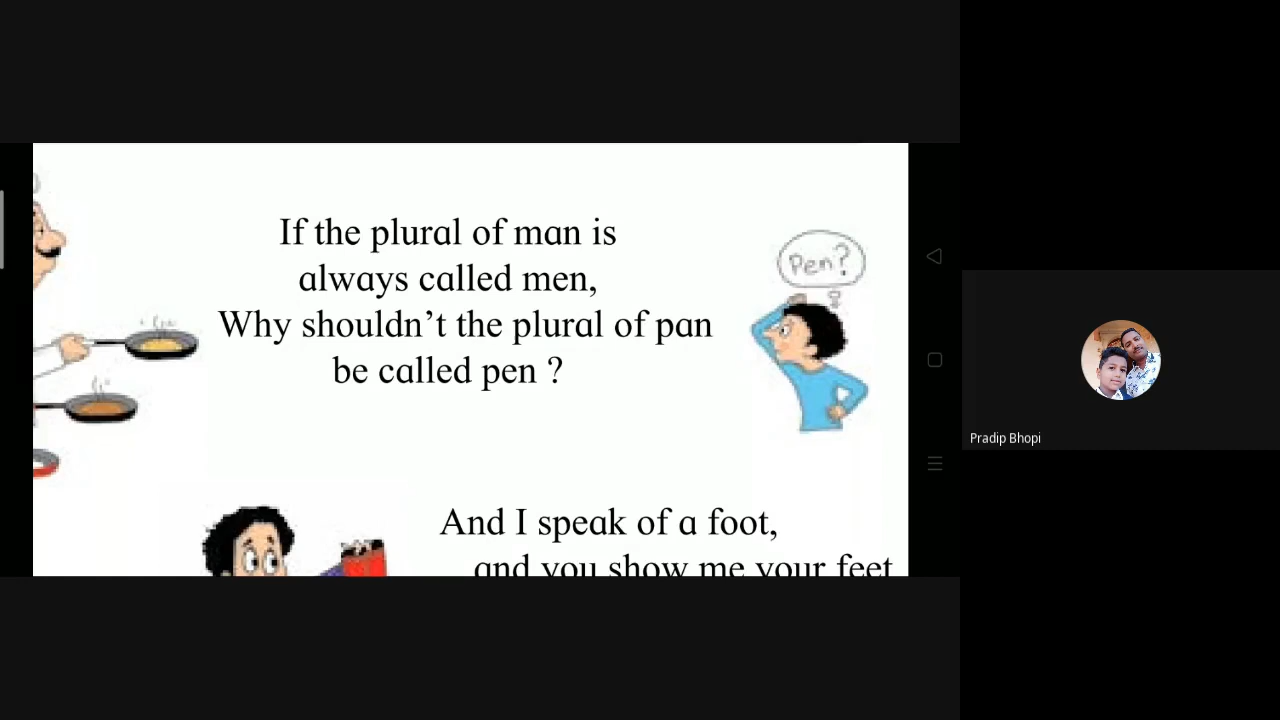 If the plural of man is
always called men,
Why shouldn't the plural of pan
be called pen ?
Pen?
And I speak of a foot,
and you show me your feet
Pradip Bhopi